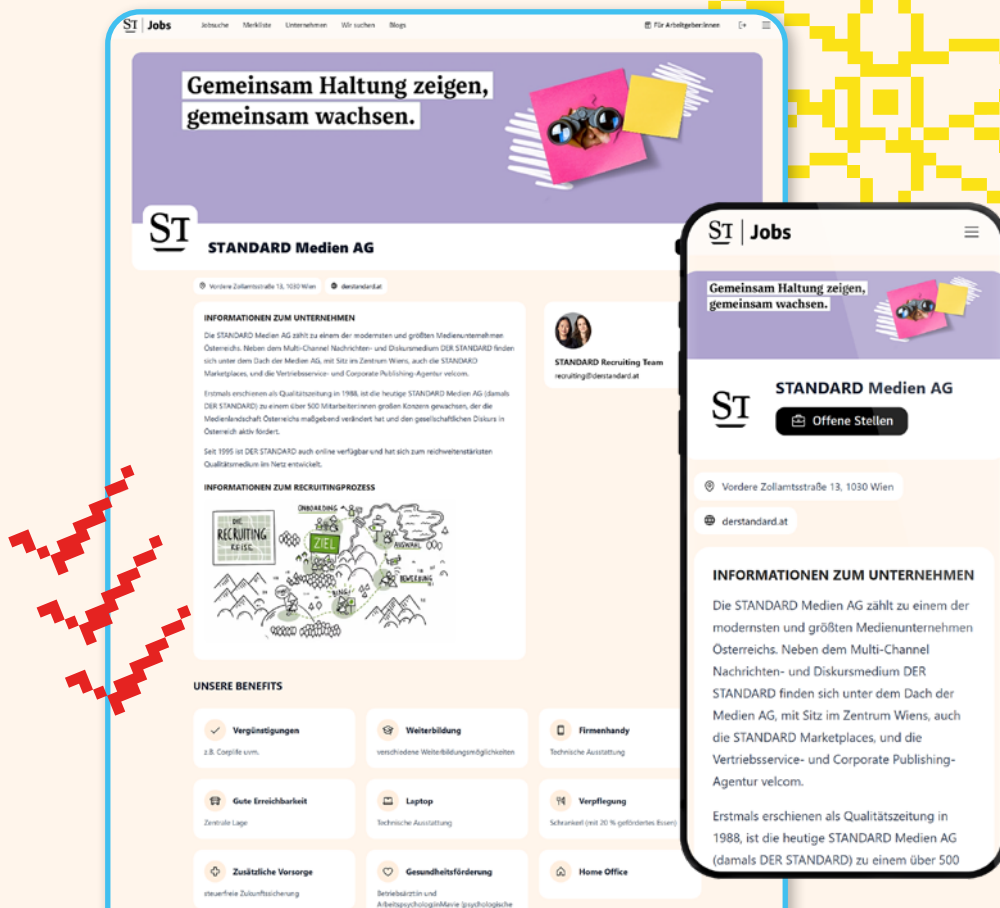 ST | Jobs
Jobsuche Merkliste Unternehmen Wir suchen Blogs
Für Arbeitgeber:innen
Gemeinsam Haltung zeigen,
gemeinsam wachsen.
ST
STANDARD Medien AG
Vordere Zollamtsstraße 13, 1030 Wien
derstandard.at
INFORMATIONEN ZUM UNTERNEHMEN
Die STANDARD Medien AG zählt zu einem der modernsten und größten Medienunternehmen
Österreichs. Neben dem Multi-Channel Nachrichten- und Diskursmedium DER STANDARD finden
sich unter dem Dach der Medien AG, mit Sitz im Zentrum Wiens, auch die STANDARD
Marketplaces, und die Vertriebsservice- und Corporate Publishing-Agentur velcom.
Erstmals erschienen als Qualitätszeitung in 1988, ist die heutige STANDARD Medien AG (damals
DER STANDARD) zu einem über 500 Mitarbeiter:innen großen Konzern gewachsen, der die
Medienlandschaft Österreichs maßgebend verändert hat und den gesellschaftlichen Diskurs in
Österreich aktiv fördert.
Seit 1995 ist DER STANDARD auch online verfügbar und hat sich zum reichweitenstärksten
Qualitätsmedium im Netz entwickelt.
STANDARD Recruiting Team
recruiting@derstandard.at
INFORMATIONEN ZUM RECRUITINGPROZESS
DIE
RECRUITING
REISE
ONBOARDING
ZIEL
AUSWAHL
BEWERBUNG
BING!
UNSERE BENEFITS
Vergünstigungen
z.B. Coeplife uvm.
Weiterbildung
verschiedene Weiterbildungsmöglichkeiten
Firmenhandy
Technische Ausstattung
Gute Erreichbarkeit
Zentrale Lage
Laptop
Technische Ausstattung
Verpflegung
Schrankerl (mit 20 % gefördertes Essen)
Zusätzliche Vorsorge
steuerfreie Zukunftssicherung
Gesundheitsförderung
Betriebsärzt:in und
Arbeitspsycholog:inMavie (psychologische
Home Office
ST | Jobs
Gemeinsam Haltung zeigen,
gemeinsam wachsen.
ST
STANDARD Medien AG
Offene Stellen
Vordere Zollamtsstraße 13, 1030 Wien
derstandard.at
INFORMATIONEN ZUM UNTERNEHMEN
Die STANDARD Medien AG zählt zu einem der
modernsten und größten Medienunternehmen
Österreichs. Neben dem Multi-Channel
Nachrichten- und Diskursmedium DER
STANDARD finden sich unter dem Dach der
Medien AG, mit Sitz im Zentrum Wiens, auch
die STANDARD Marketplaces, und die
Vertriebsservice- und Corporate Publishing-
Agentur velcom.
Erstmals erschienen als Qualitätszeitung in
1988, ist die heutige STANDARD Medien AG
(damals DER STANDARD) zu einem über 500